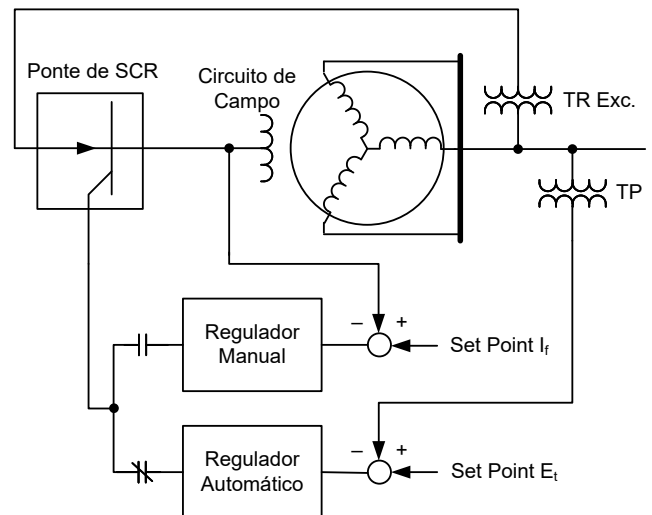 Ponte de SCR
Circuito de
Campo
TR Exc.
TP
Regulador
Manual
– +
Set Point If
Regulador
Automático
– +
Set Point Et